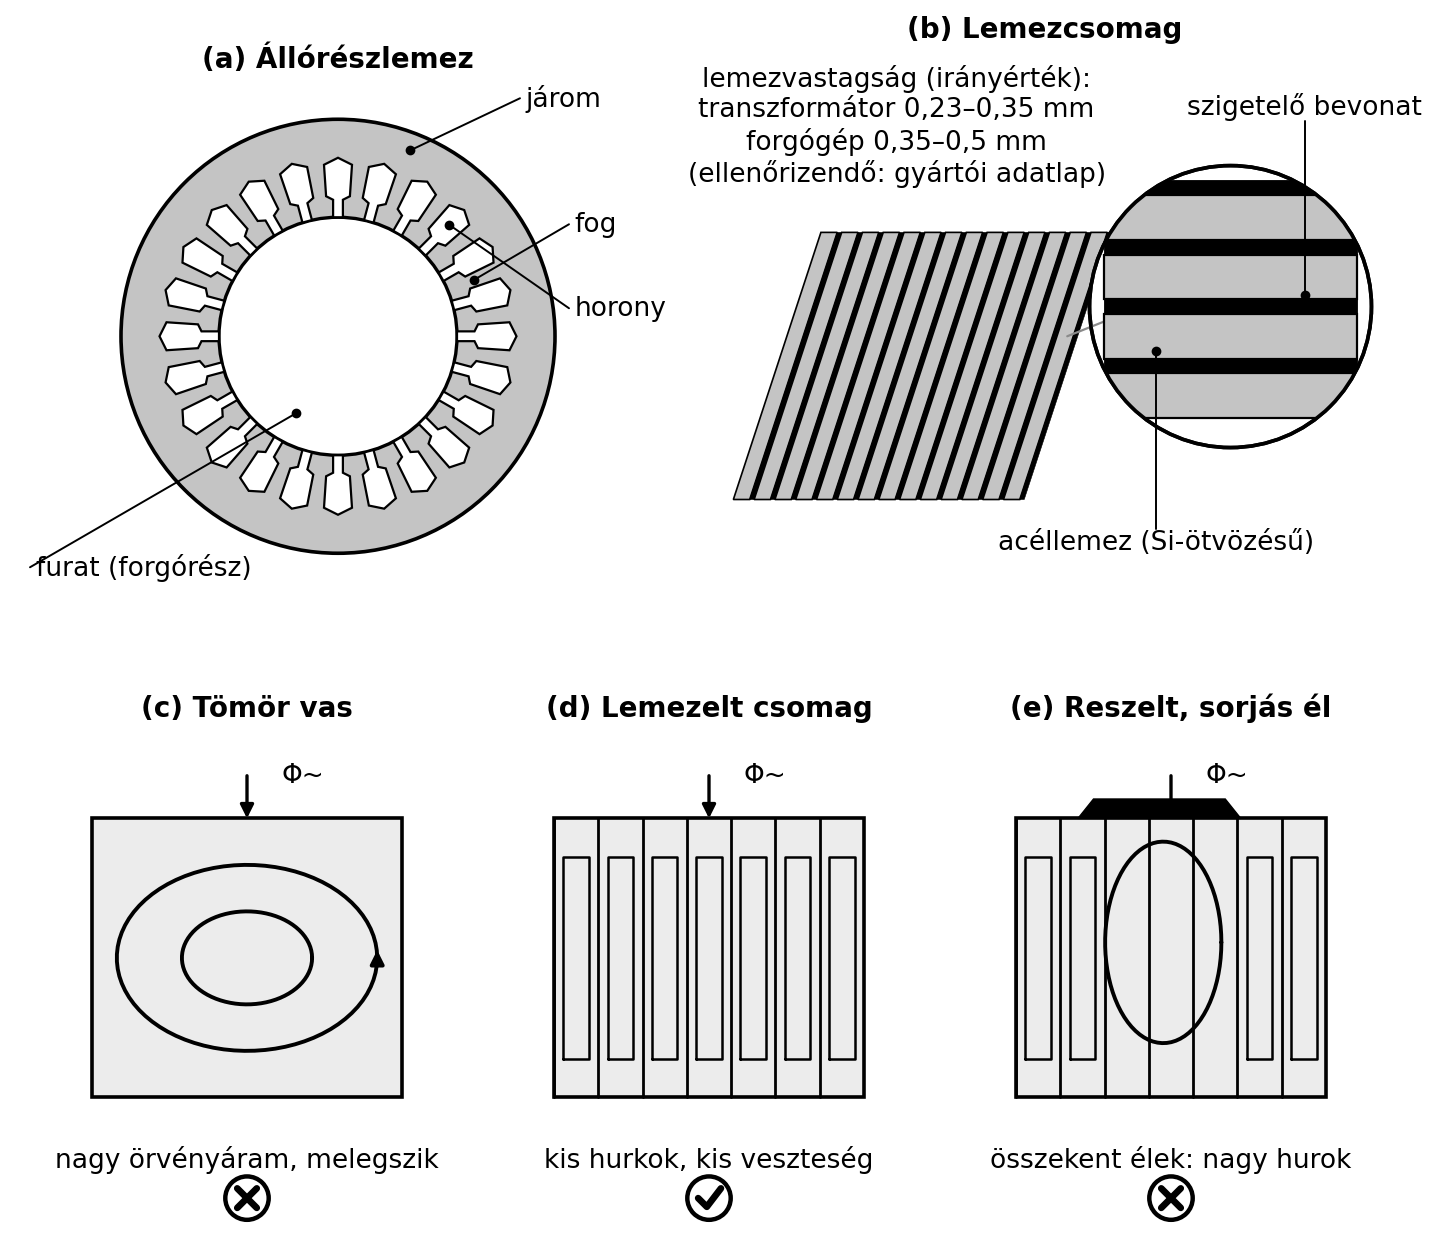 (a) Állórészlemez
járom
fog
horony
furat (forgórész)
(b) Lemezcsomag
lemezvastagság (irányérték):
transzformátor 0,23–0,35 mm
forgógép 0,35–0,5 mm
(ellenőrizendő: gyártói adatlap)
szigetelő bevonat
acéllemez (Si-ötvözésű)
(c) Tömör vas
Φ~
nagy örvényáram, melegszik
(d) Lemezelt csomag
Φ~
kis hurkok, kis veszteség
(e) Reszelt, sorjás él
Φ~
összekent élek: nagy hurok